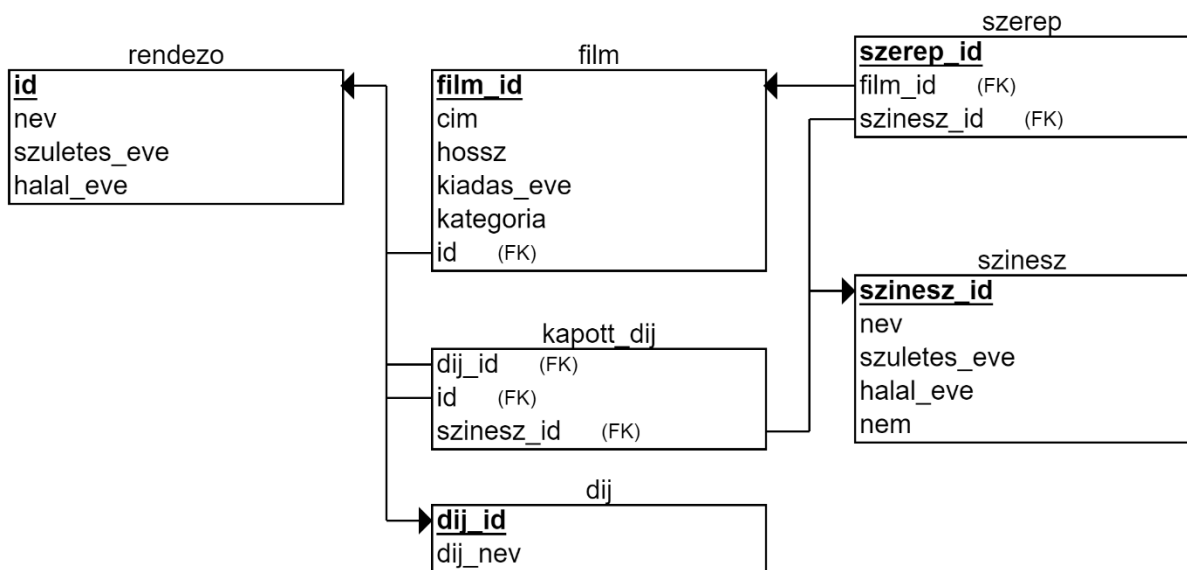 rendezo
id
nev
szuletes_eve
halal_eve
film
film_id
cim
hossz
kiadas_eve
kategoria
id (FK)
szerep
szerep_id
film_id (FK)
szinesz_id (FK)
szinesz
szinesz_id
nev
szuletes_eve
halal_eve
nem
kapott_dij
dij_id (FK)
id (FK)
szinesz_id (FK)
dij
dij_id
dij_nev